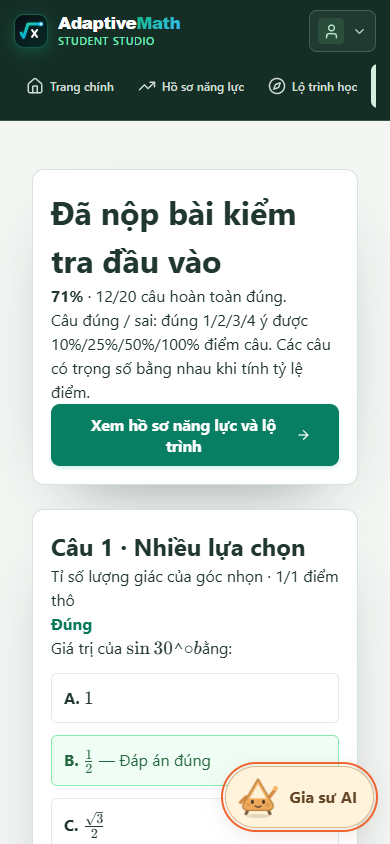 AdaptiveMath
STUDENT STUDIO
Trang chính
Hồ sơ năng lực
Lộ trình học
Đã nộp bài kiểm
tra đầu vào
71% · 12/20 câu hoàn toàn đúng.
Câu đúng / sai: đúng 1/2/3/4 ý được
10%/25%/50%/100% điểm câu. Các câu
có trọng số bằng nhau khi tính tỷ lệ
điểm.
Xem hồ sơ năng lực và lộ
trình
Câu 1 · Nhiều lựa chọn
Tỉ số lượng giác của góc nhọn · 1/1 điểm
thô
Đúng
Giá trị của sin 30^○bằng:
A. 1
B. 1/2 — Đáp án đúng
C. √3/2
Gia sư AI